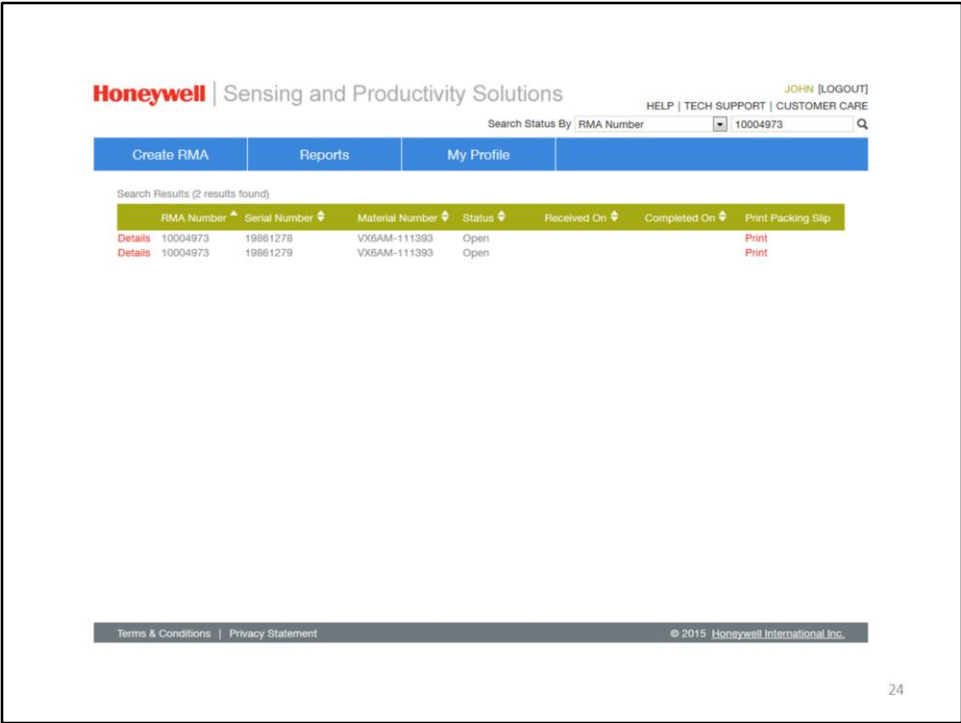 Honeywell | Sensing and Productivity Solutions
JOHN [LOGOUT]
HELP | TECH SUPPORT | CUSTOMER CARE
Search Status By RMA Number 10004973
Create RMA Reports My Profile
Search Results (2 results found)
RMA Number Serial Number Material Number Status Received On Completed On Print Packing Slip
Details 10004973 19861278 VX6AM-111393 Open Print
Details 10004973 19861279 VX6AM-111393 Open Print
Terms & Conditions | Privacy Statement © 2015 Honeywell International Inc.
24